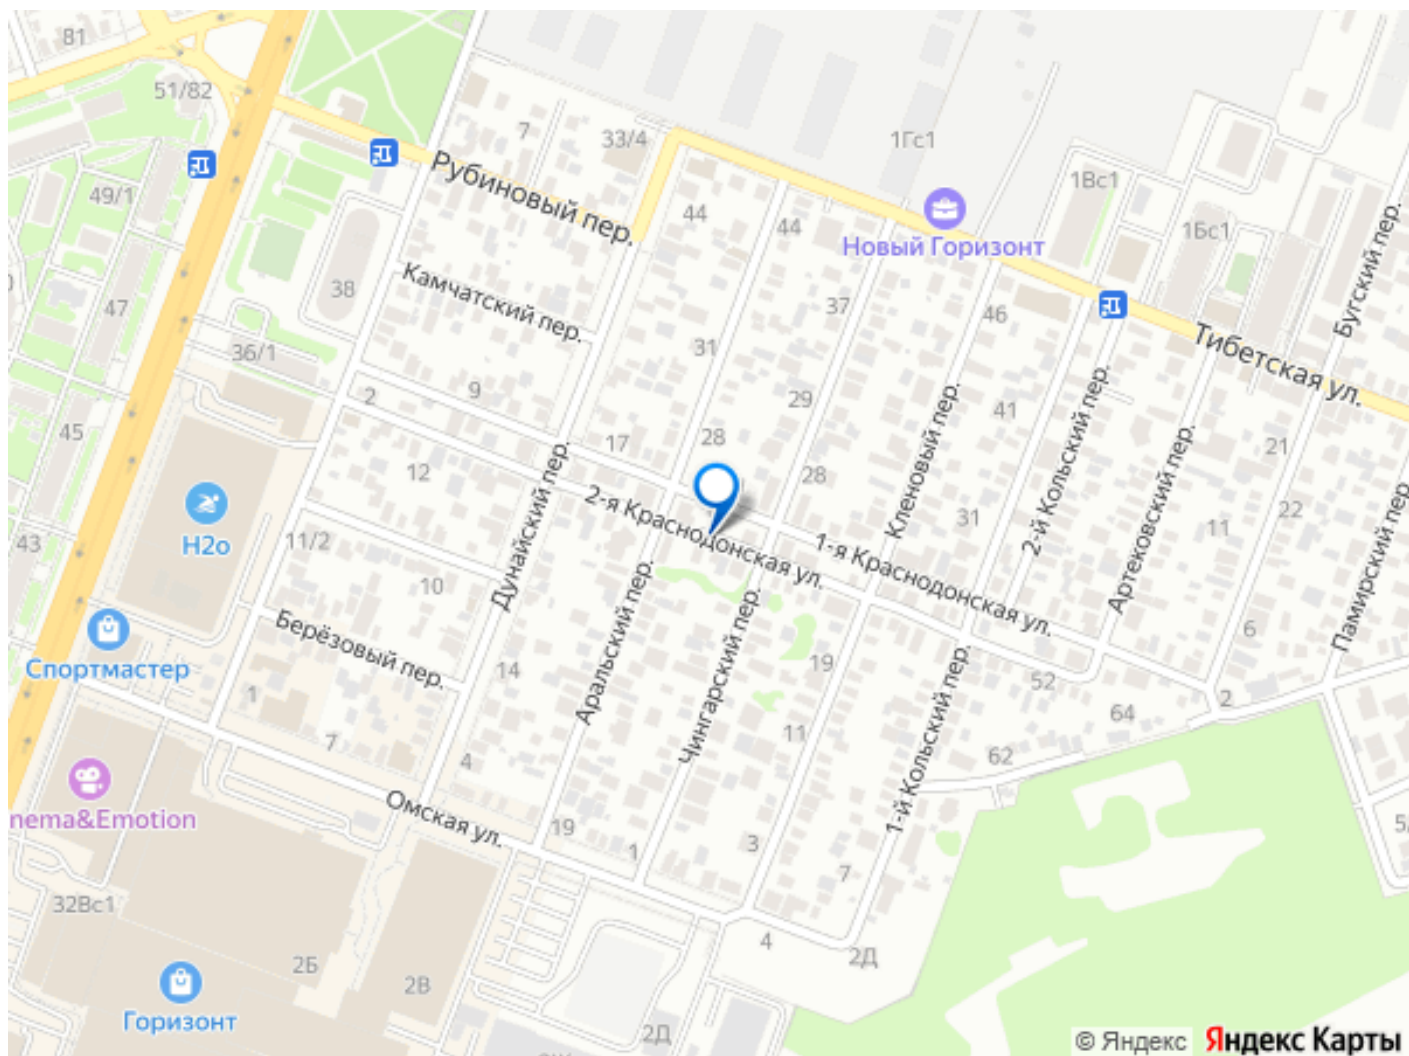 81
51/82
7
33/4
1Гс1
1Вс1
Рубиновый пер.
49/1
44
44
Новый Горизонт
1Бс1
Бугский пер.
Камчатский пер.
38
37
46
47
36/1
31
Тибетская ул.
2
9
29
41
Кленовый пер.
2-й Кольский пер.
45
17
28
21
12
28
Дунайский пер.
2-я Краснодонская ул.
Артековский пер.
22
31
11
Памирский пер.
43
H2o
11/2
10
1-я Краснодонская ул.
Берёзовый пер.
Аральский пер.
Чингарский пер.
6
Спортмастер
14
19
52
2
1
64
1-й Кольский пер.
7
4
11
62
nema&Emotion
Омская ул.
19
1
3
7
5/
32Вс1
4
2Б
2В
2Д
Горизонт
2Д
© Яндекс Яндекс Карты